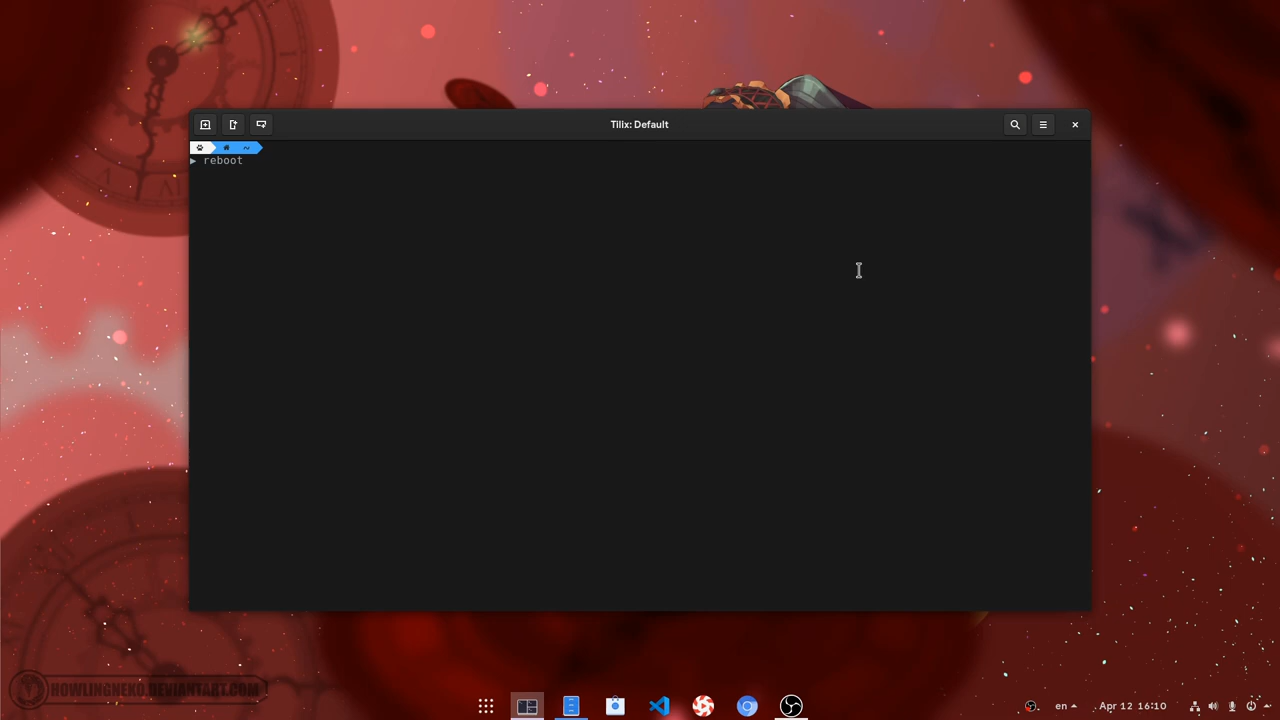 Tilix: Default
~
▶ reboot
HOWLINGNEKO.DEVIANTART.COM
en
Apr 12 16:10